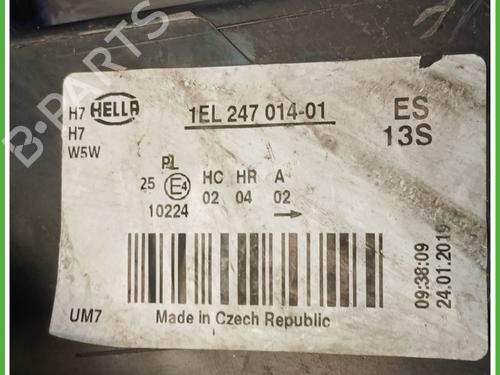 B-PARTS
H7 HELLA 1EL 247 014-01 ES
H7 13S
W5W
PL
25 E4 HC HR A
10224 02 04 02
09:38:09
24.01.2019
UM7 Made in Czech Republic